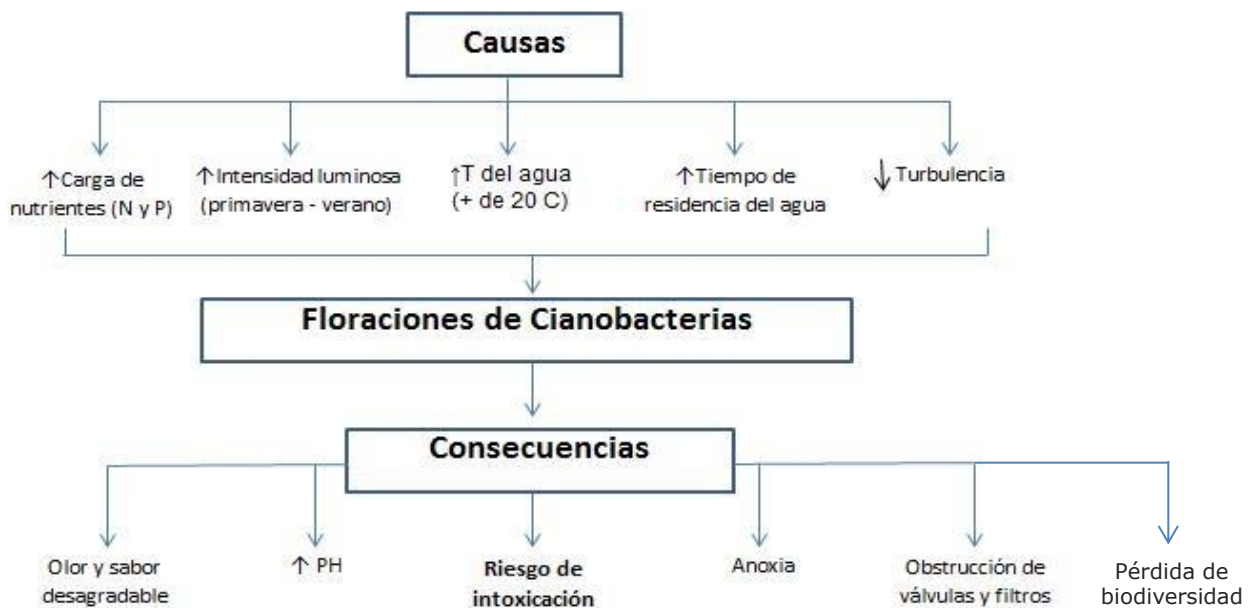 Causas
↑Carga de
nutrientes (N y P)
↑Intensidad luminosa
(primavera - verano)
↑T del agua
(+ de 20 C)
↑Tiempo de
residencia del agua
↓ Turbulencia
Floraciones de Cianobacterias
Consecuencias
Olor y sabor
desagradable
↑ PH
Riesgo de
intoxicación
Anoxia
Obstrucción de
válvulas y filtros
Pérdida de
biodiversidad